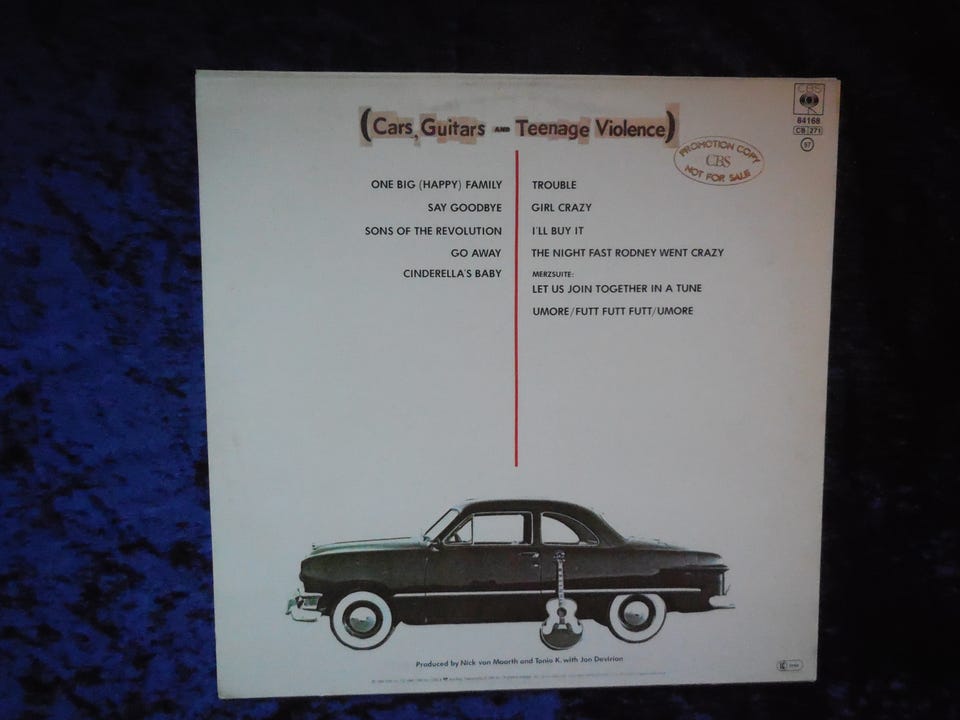 (Cars, Guitars AND Teenage Violence)
CBS
84168
CB 271
97
PROMOTION COPY
CBS
NOT FOR SALE
ONE BIG (HAPPY) FAMILY
SAY GOODBYE
SONS OF THE REVOLUTION
GO AWAY
CINDERELLA'S BABY
TROUBLE
GIRL CRAZY
I'LL BUY IT
THE NIGHT FAST RODNEY WENT CRAZY
MERZSUITE:
LET US JOIN TOGETHER IN A TUNE
UMORE/FUTT FUTT FUTT/UMORE
Produced by Nick van Maarth and Tonio K. with Jon Devirian